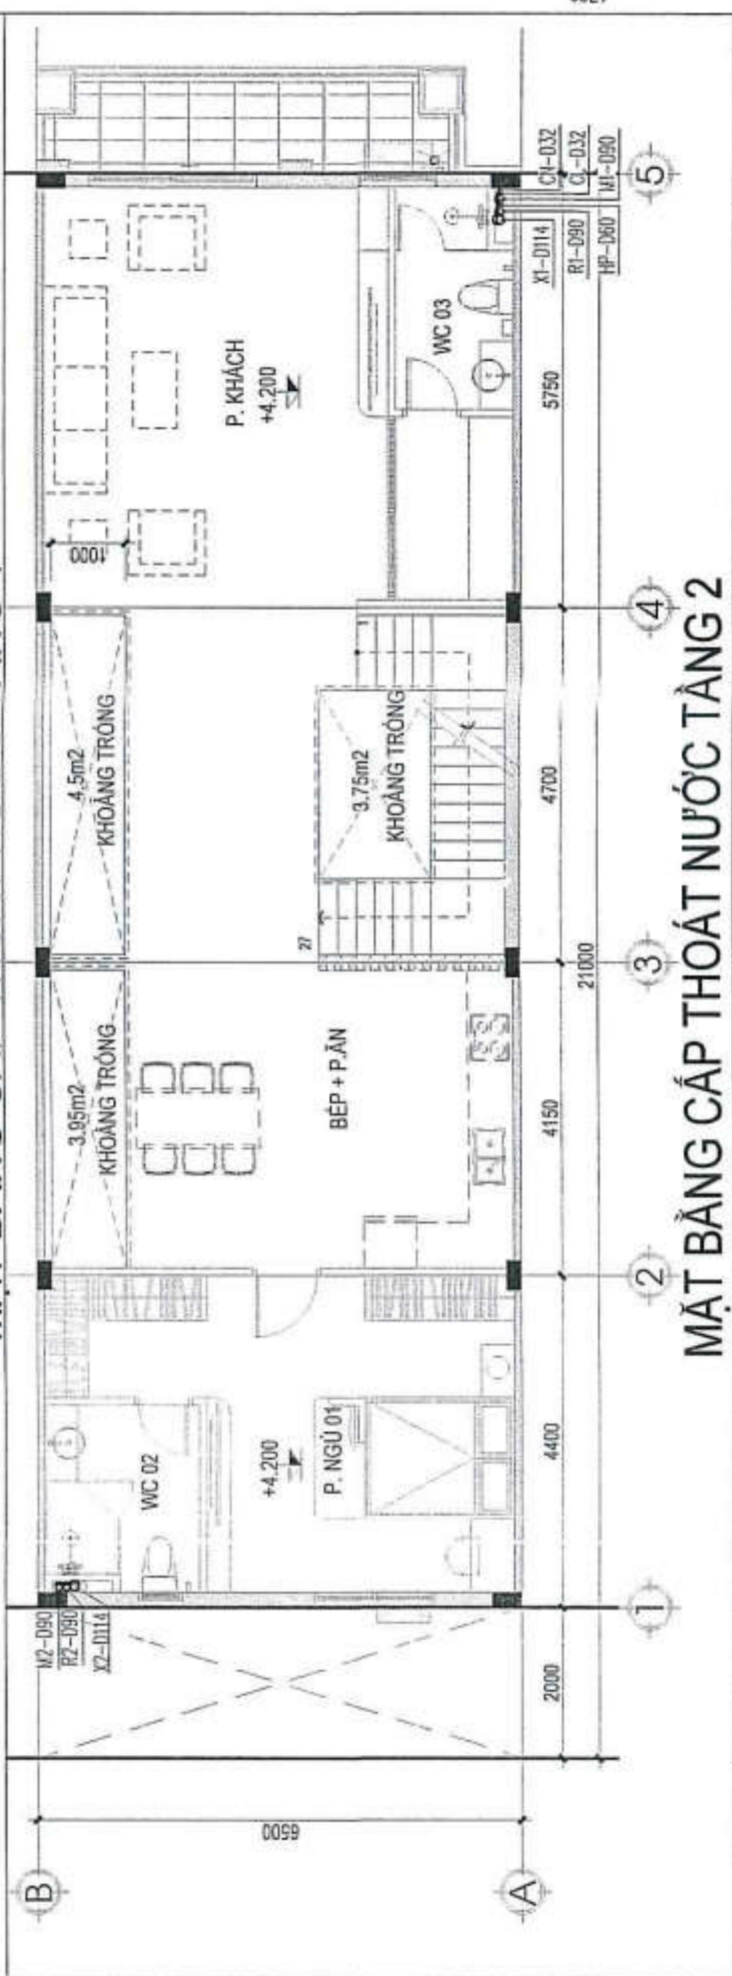 M2-D90
R2-D90
X2-D114
WC 02
+4.200
P. NGỦ 01
3.95m2
KHOẢNG TRỐNG
BẾP + P.ĂN
4.5m2
KHOẢNG TRỐNG
27
3.75m2
KHOẢNG TRỐNG
1
1000
P. KHÁCH
+4.200
WC 03
X1-D114
R1-D90
HP-D60
CN-D32
CL-D32
M1-D90
B
A
6500
2000
4400
4150
4700
5750
21000
1
2
3
4
5
MẶT BẰNG CẤP THOÁT NƯỚC TẦNG 2